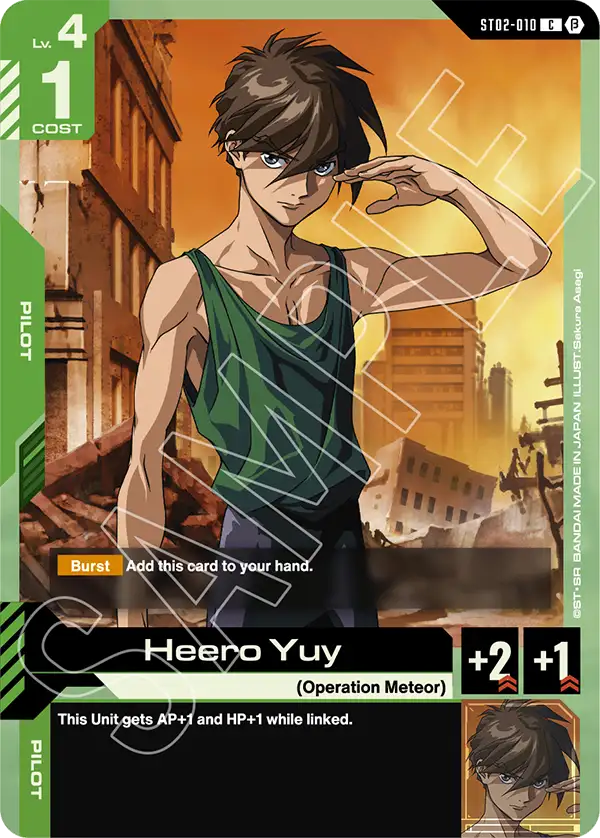 ST02-010 C β
Lv. 4
1
COST
PILOT
SAMPLE
©ST・SR BANDAI MADE IN JAPAN ILLUST.Sakura Asagi
Burst Add this card to your hand.
Heero Yuy
+2 +1
(Operation Meteor)
This Unit gets AP+1 and HP+1 while linked.
PILOT